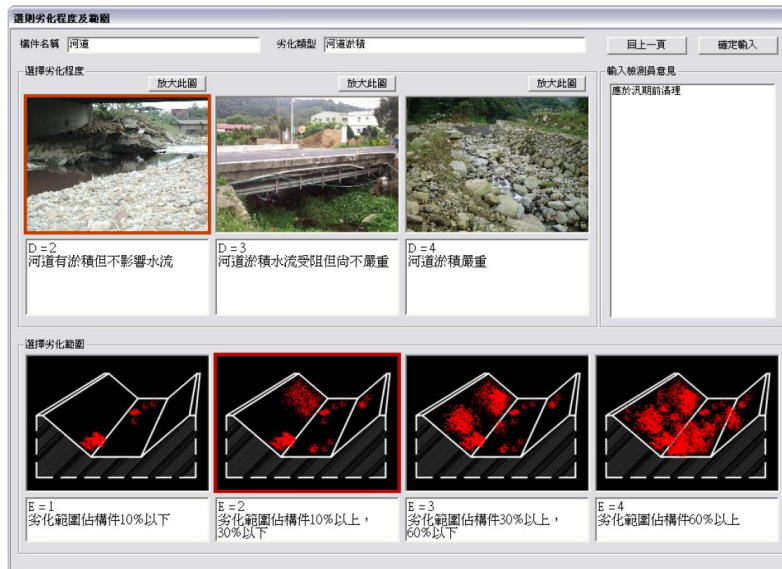 選則劣化程度及範圍
構件名稱 河道 劣化類型 河道淤積 回上一頁 確定輸入
選擇劣化程度 輸入檢測員意見
放大此圖 放大此圖 放大此圖
應於汛期前清理
D = 2
河道有淤積但不影響水流
D = 3
河道淤積水流受阻但尚不嚴重
D = 4
河道淤積嚴重
選擇劣化範圍
E = 1
劣化範圍佔構件10%以下
E = 2
劣化範圍佔構件10%以上，
30%以下
E = 3
劣化範圍佔構件30%以上，
60%以下
E = 4
劣化範圍佔構件60%以上